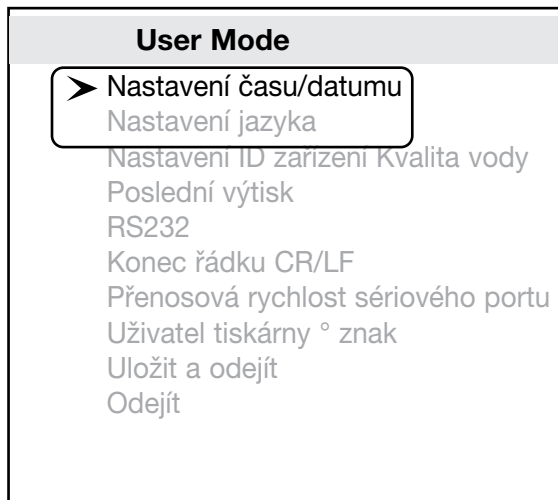 User Mode
Nastavení času/datumu
Nastavení jazyka
Nastavení ID zařízení Kvalita vody
Poslední výtisk
RS232
Konec řádku CR/LF
Přenosová rychlost sériového portu
Uživatel tiskárny ° znak
Uložit a odejít
Odejít